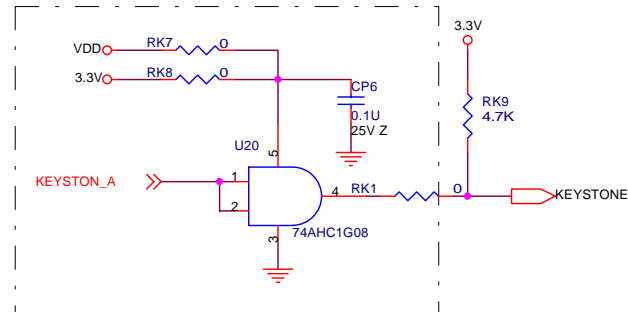 3.3V
VDD
RK7
0
3.3V
RK8
0
CP6
0.1U
25V Z
RK9
4.7K
U20
5
KEYSTON_A
1
2
4
RK1
0
KEYSTONE
3
74AHC1G08